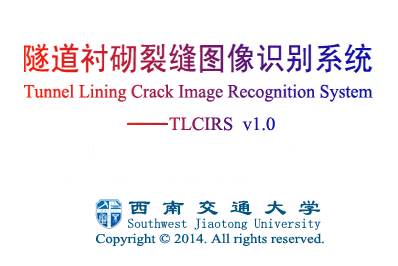 隧道衬砌裂缝图像识别系统
Tunnel Lining Crack Image Recognition System
——TLCIRS v1.0
西南交通大学
Southwest Jiaotong University
Copyright © 2014. All rights reserved.